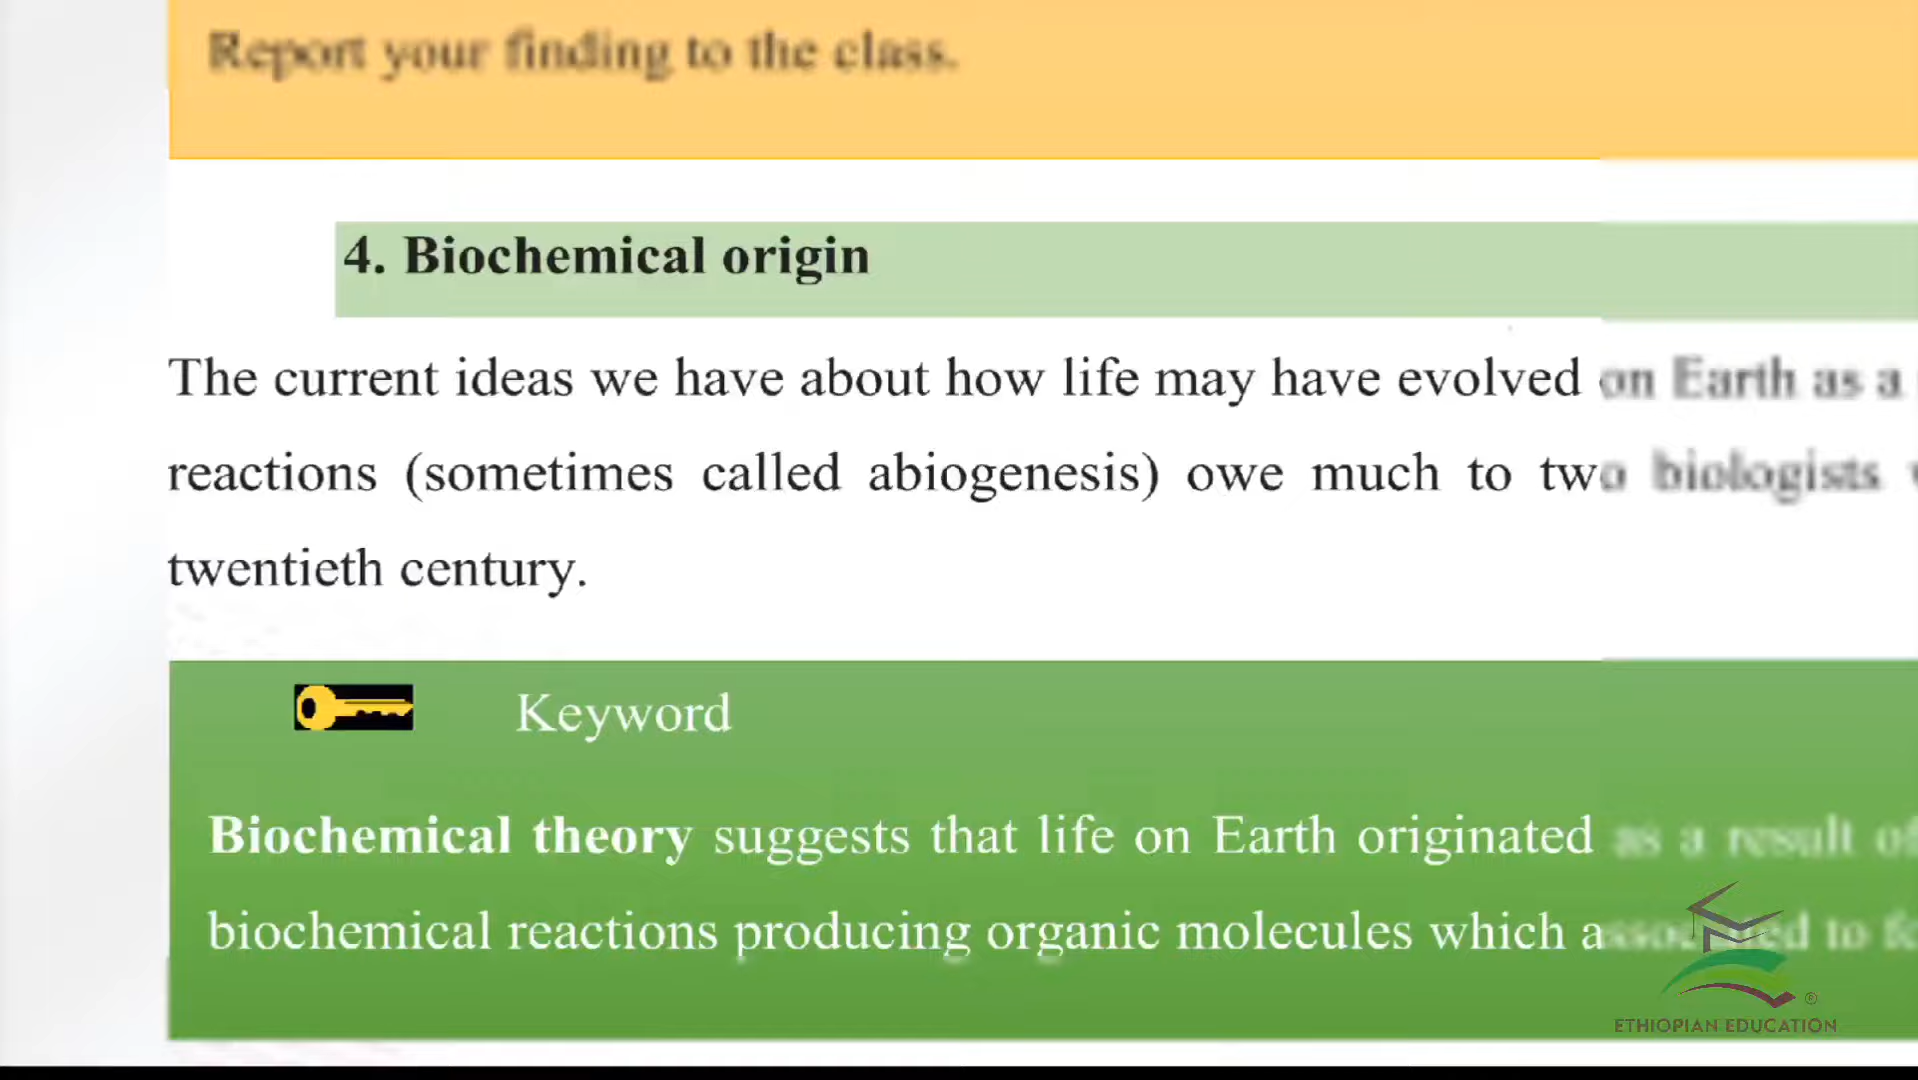 Report your finding to the class.
4. Biochemical origin
The current ideas we have about how life may have evolved on Earth as a
reactions (sometimes called abiogenesis) owe much to two biologists
twentieth century.
Keyword
Biochemical theory suggests that life on Earth originated as a result of
biochemical reactions producing organic molecules which associated to
ETHIOPIAN EDUCATION